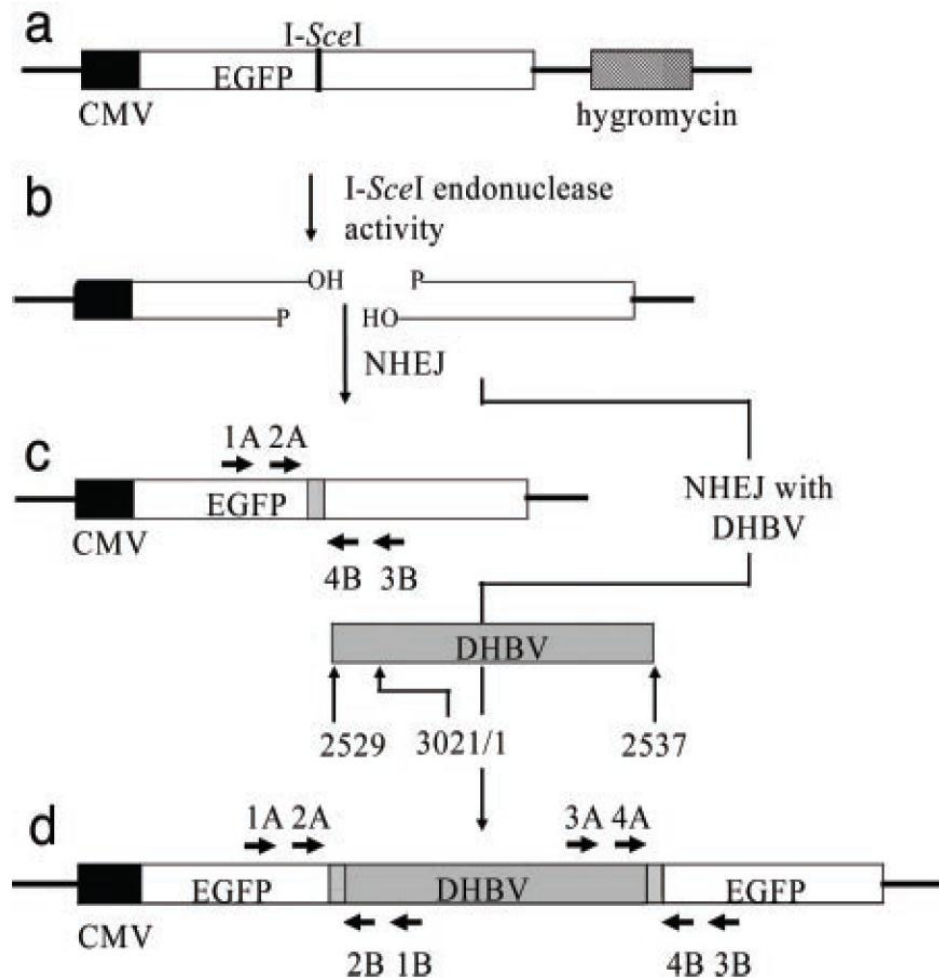 a
I-SceI
EGFP
CMV
hygromycin
b
I-SceI endonuclease
activity
OH P
P HO
NHEJ
c
1A 2A
EGFP
CMV
4B 3B
NHEJ with
DHBV
DHBV
2529 3021/1 2537
d
1A 2A 3A 4A
EGFP DHBV EGFP
CMV
2B 1B 4B 3B